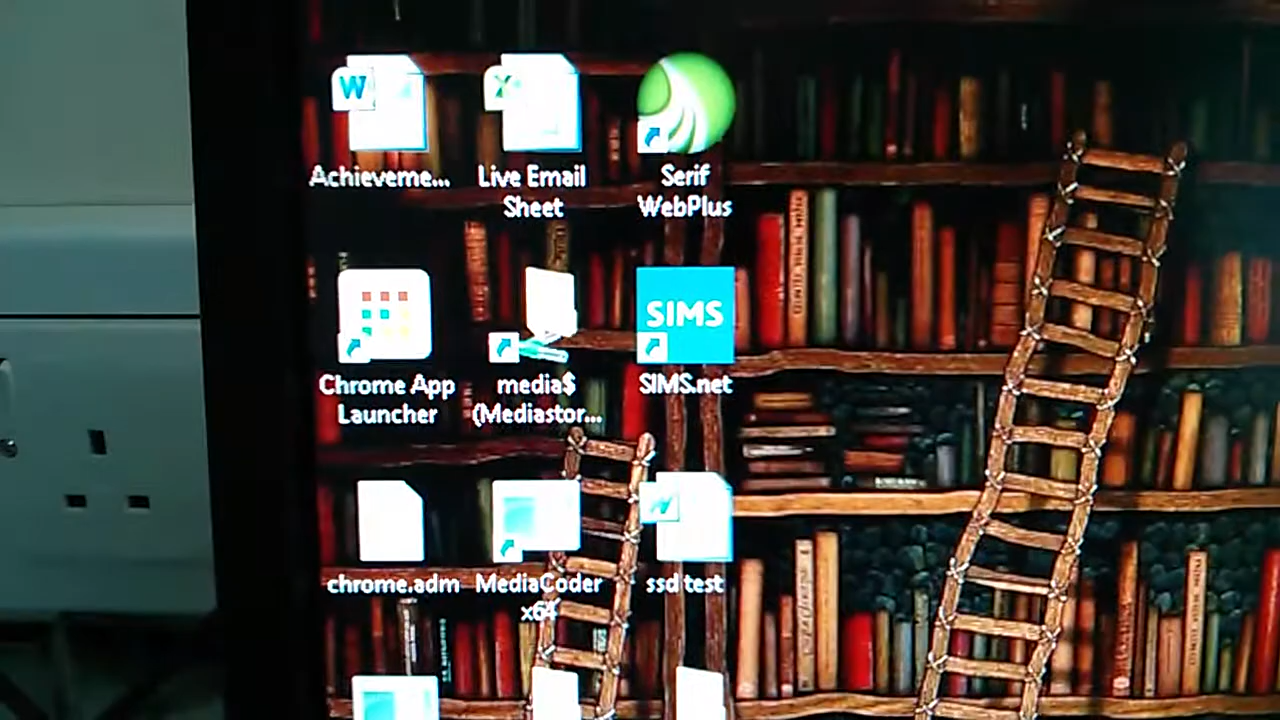 W
X
Achieveme...
Live Email
Sheet
Serif
WebPlus
SIMS
Chrome App
Launcher
media$
(Mediastor...
SIMS.net
chrome.adm
MediaCoder
x64
ssd test